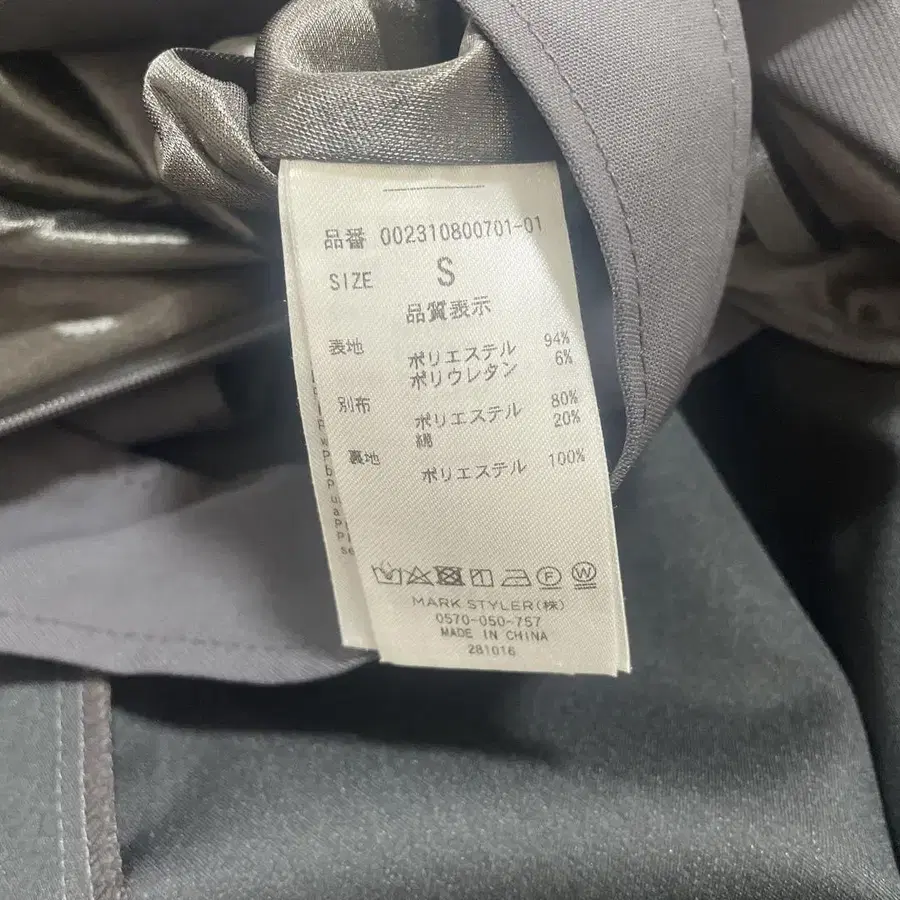 品番 002310800701-01
SIZE S
品質表示
表地 ポリエステル 94%
ポリウレタン 6%
別布 ポリエステル 80%
綿 20%
裏地 ポリエステル 100%
MARK STYLER(株)
0570-050-757
MADE IN CHINA
281016